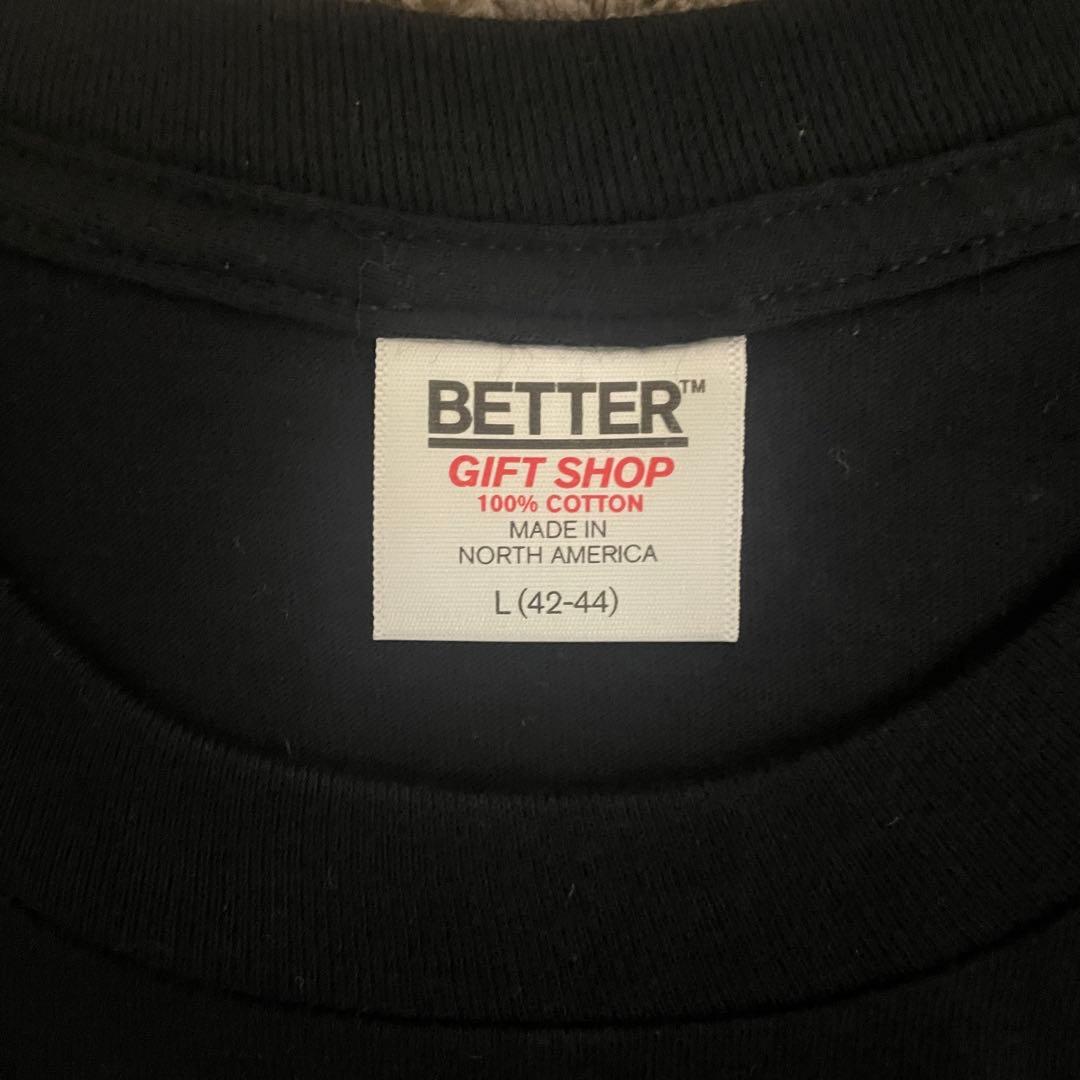 BETTER™
GIFT SHOP
100% COTTON
MADE IN
NORTH AMERICA
L (42-44)